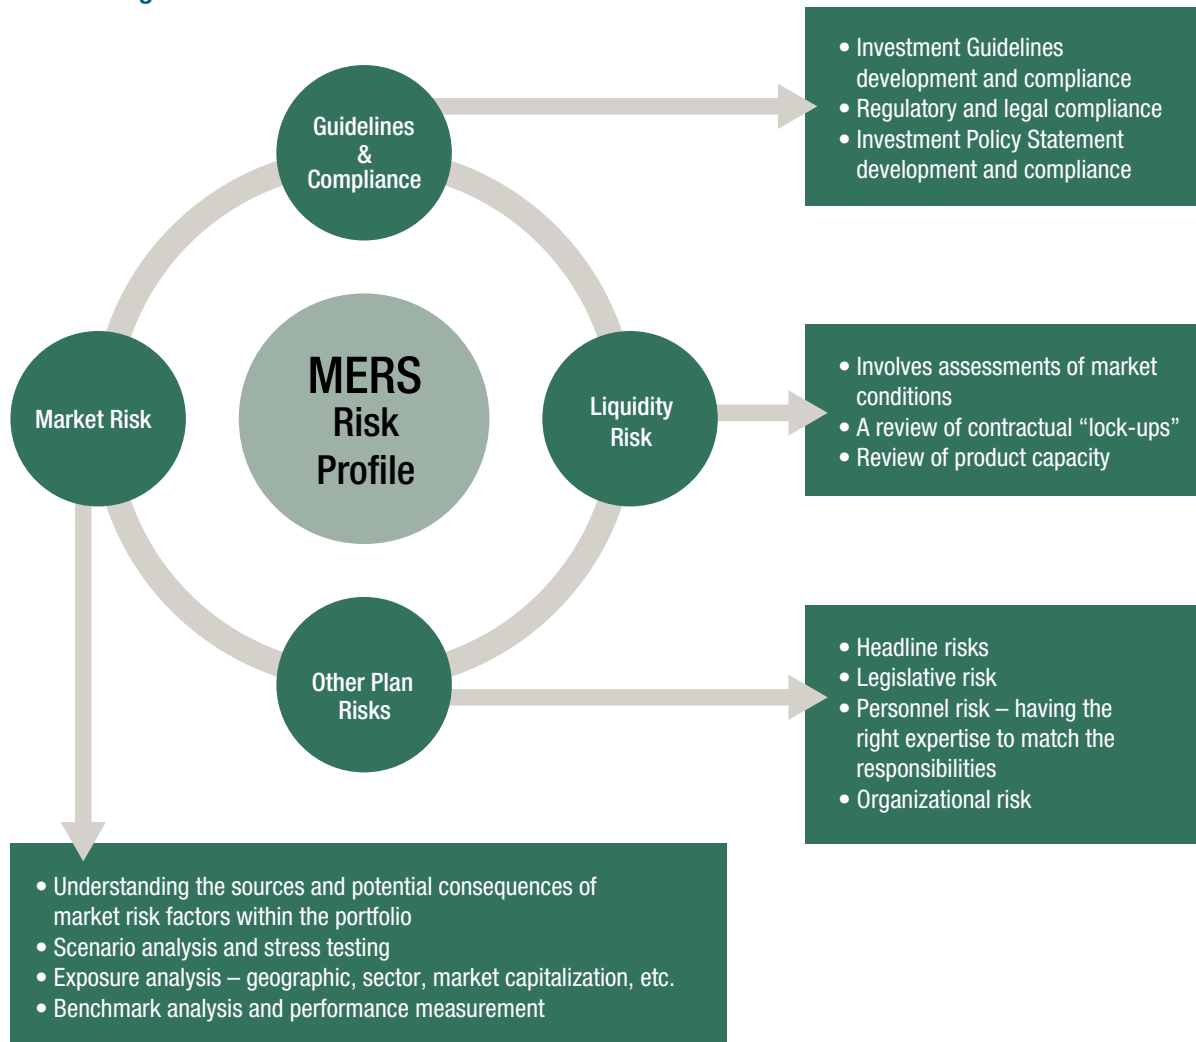 • Investment Guidelines
development and compliance
• Regulatory and legal compliance
• Investment Policy Statement
development and compliance
Guidelines
&
Compliance
MERS
Risk
Profile
Market Risk
Liquidity
Risk
• Involves assessments of market
conditions
• A review of contractual “lock-ups”
• Review of product capacity
Other Plan
Risks
• Headline risks
• Legislative risk
• Personnel risk – having the
right expertise to match the
responsibilities
• Organizational risk
• Understanding the sources and potential consequences of
market risk factors within the portfolio
• Scenario analysis and stress testing
• Exposure analysis – geographic, sector, market capitalization, etc.
• Benchmark analysis and performance measurement